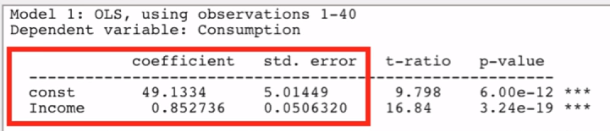 Model 1: OLS, using observations 1-40
Dependent variable: Consumption
coefficient std. error t-ratio p-value
const 49.1334 5.01449 9.798 6.00e-12 ***
Income 0.852736 0.0506320 16.84 3.24e-19 ***